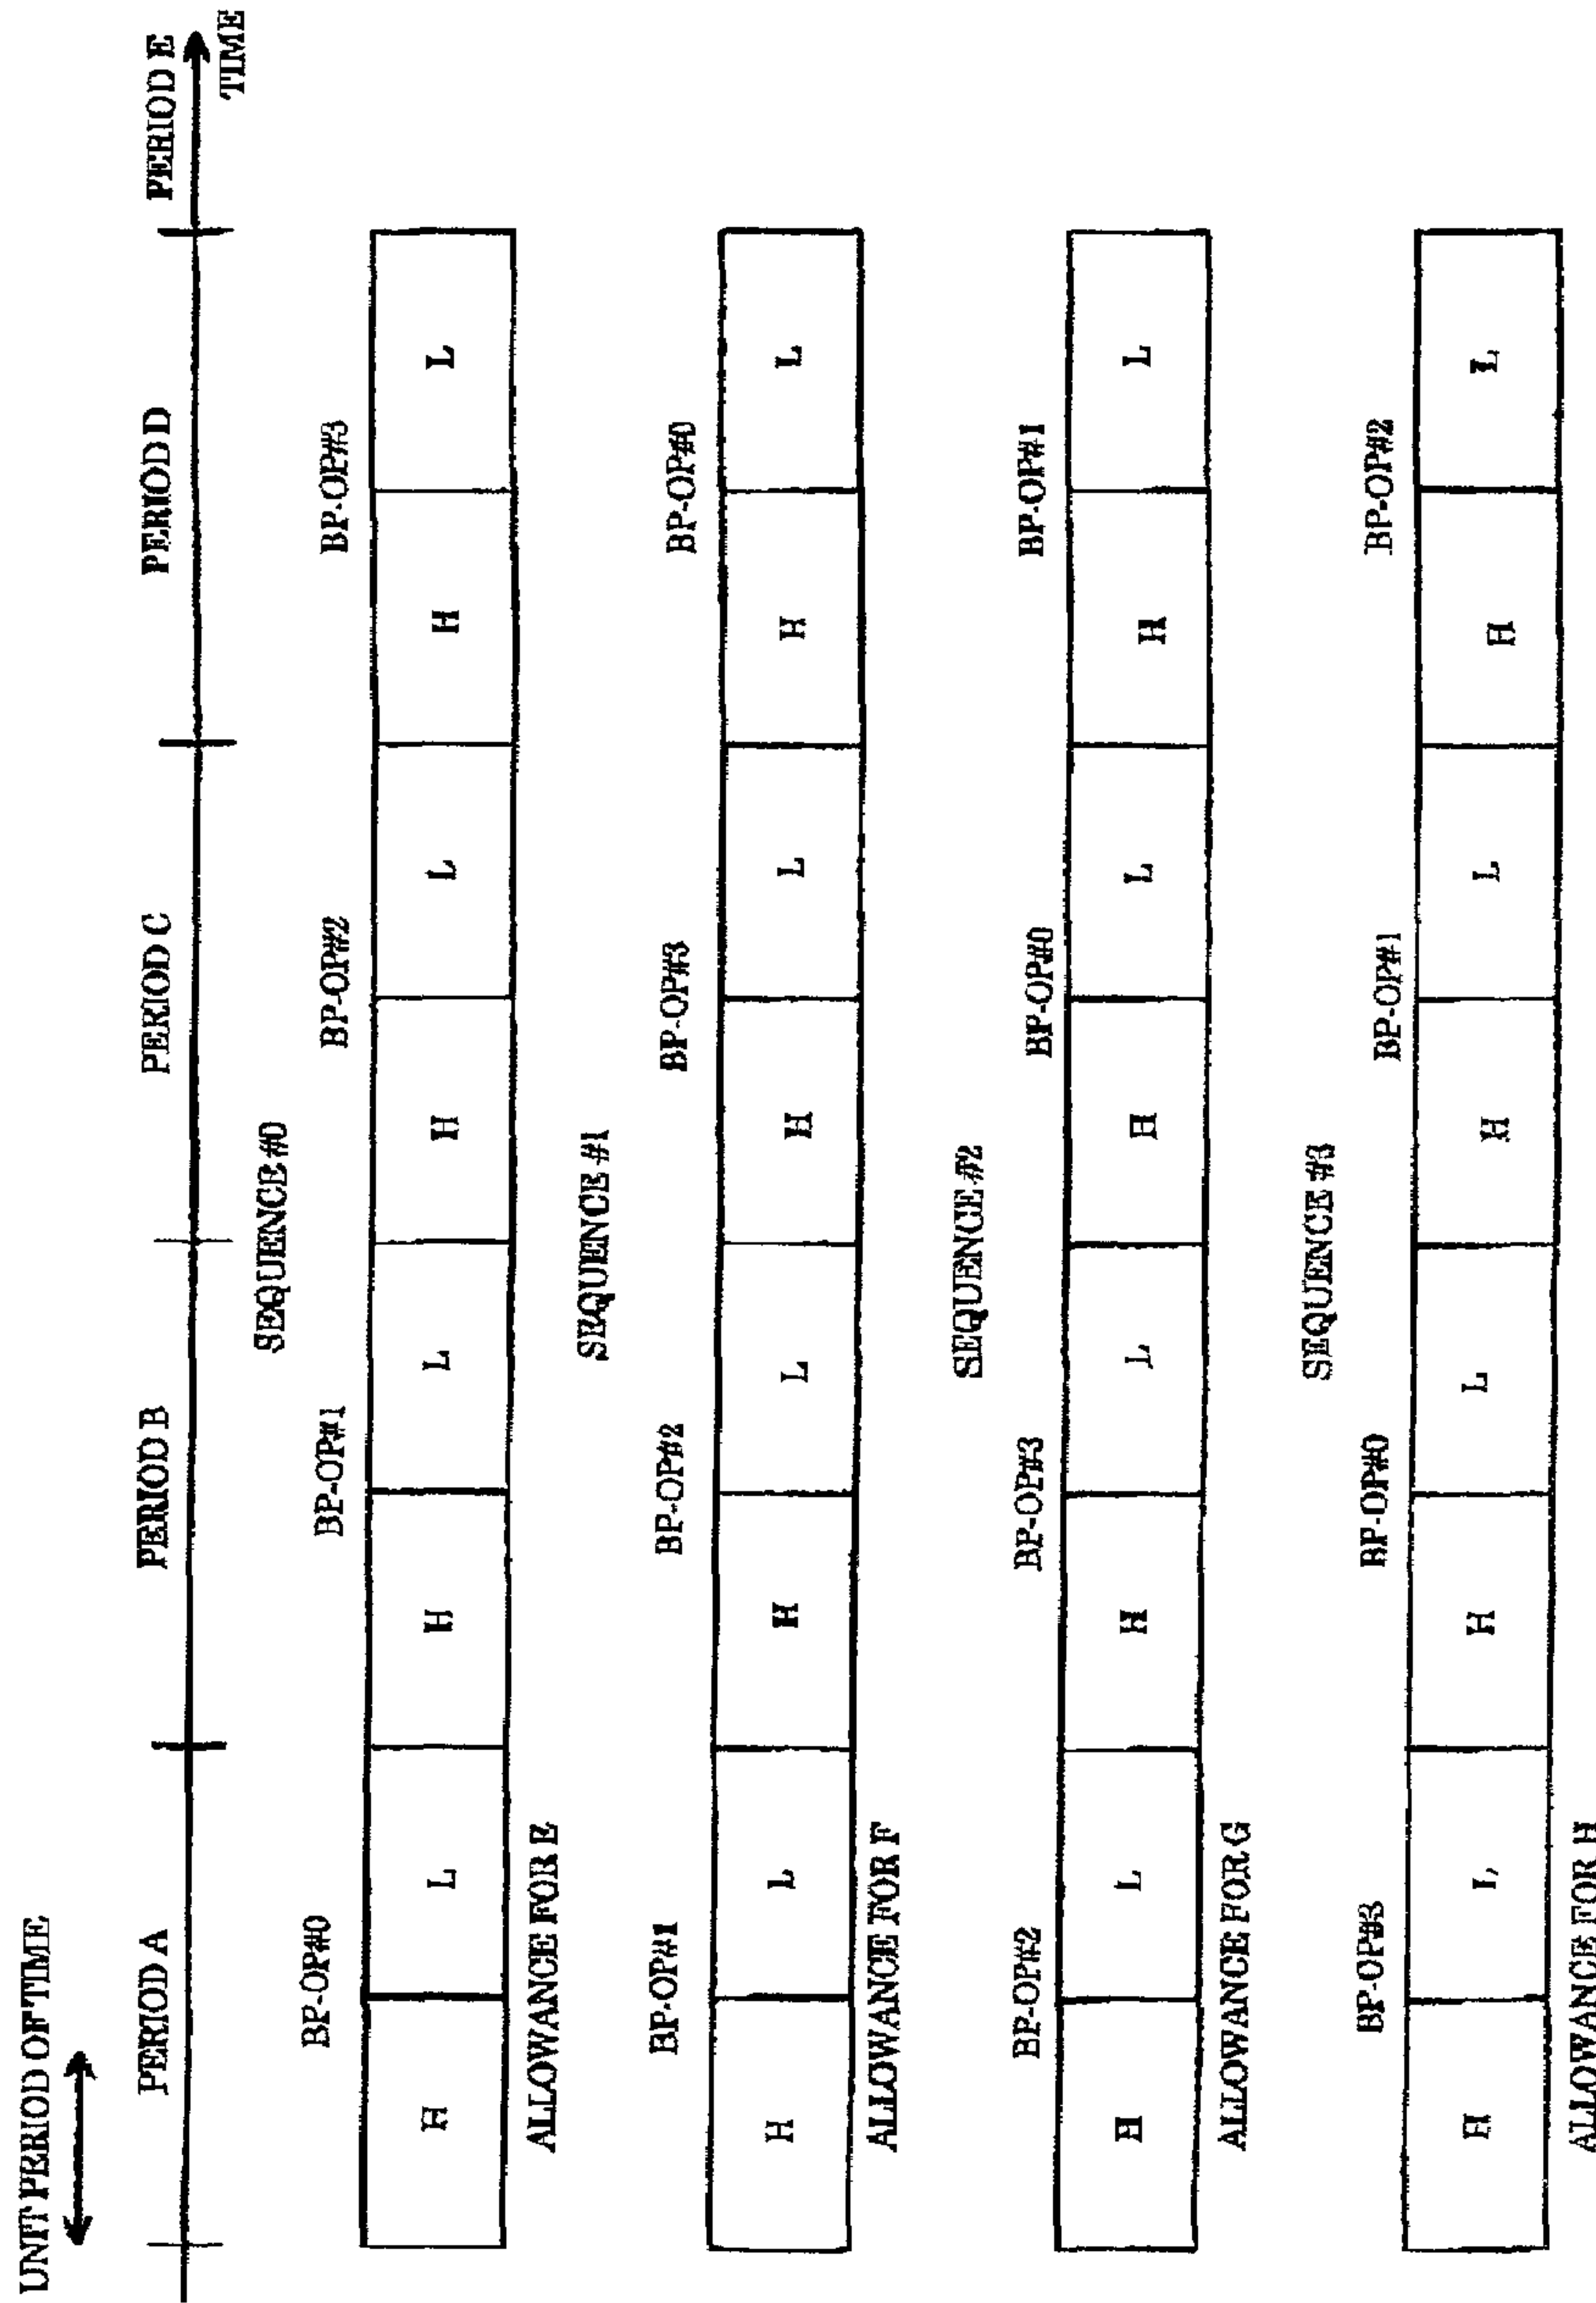 UNIT PERIOD OF TIME
PERIOD A PERIOD B PERIOD C PERIOD D PERIOD E
TIME
SEQUENCE #0
BP-OP#0 BP-OP#1 BP-OP#2 BP-OP#3
H L H L H L H L
ALLOWANCE FOR E
SEQUENCE #1
BP-OP#1 BP-OP#2 BP-OP#3 BP-OP#0
H L H L H L H L
ALLOWANCE FOR F
SEQUENCE #2
BP-OP#2 BP-OP#3 BP-OP#0 BP-OP#1
H L H L H L H L
ALLOWANCE FOR G
SEQUENCE #3
BP-OP#3 BP-OP#0 BP-OP#1 BP-OP#2
H L H L H L H L
ALLOWANCE FOR H